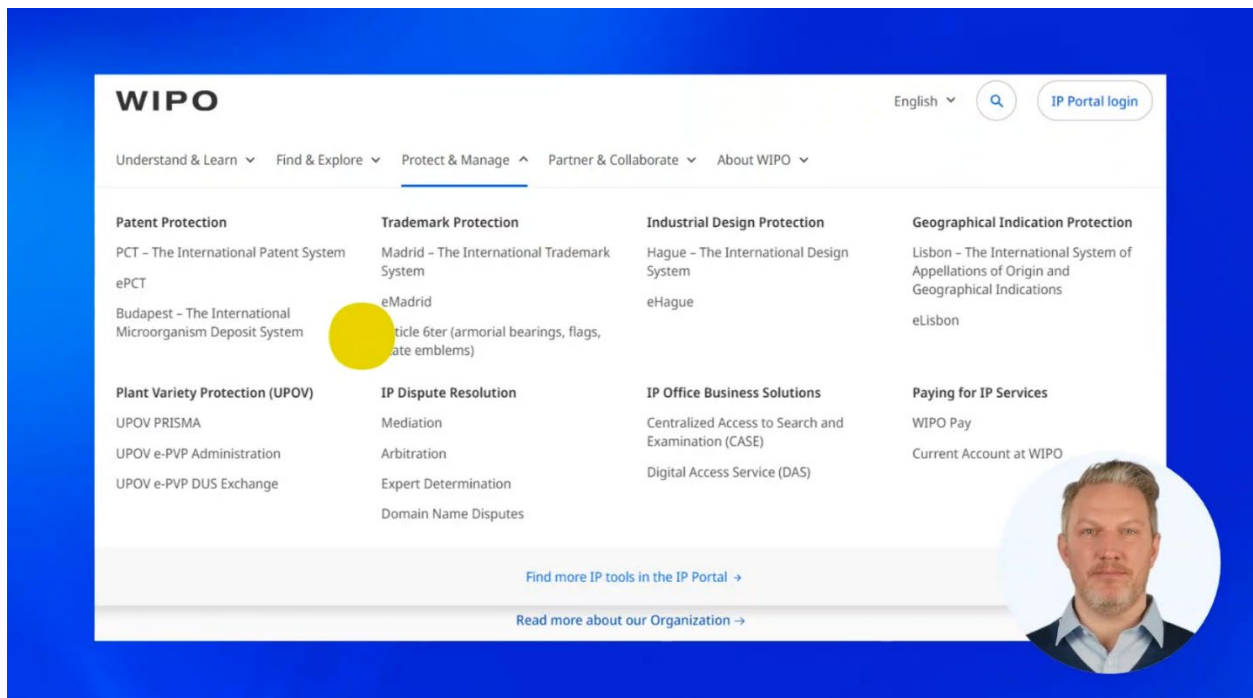 WIPO
English
IP Portal login
Understand & Learn
Find & Explore
Protect & Manage
Partner & Collaborate
About WIPO
Patent Protection
PCT – The International Patent System
ePCT
Budapest – The International
Microorganism Deposit System
Trademark Protection
Madrid – The International Trademark
System
eMadrid
6ter (armorial bearings, flags,
emblems)
Industrial Design Protection
Hague – The International Design
System
eHague
Geographical Indication Protection
Lisbon – The International System of
Appellations of Origin and
Geographical Indications
eLisbon
Plant Variety Protection (UPOV)
UPOV PRISMA
UPOV e-PVP Administration
UPOV e-PVP DUS Exchange
IP Dispute Resolution
Mediation
Arbitration
Expert Determination
Domain Name Disputes
IP Office Business Solutions
Centralized Access to Search and
Examination (CASE)
Digital Access Service (DAS)
Paying for IP Services
WIPO Pay
Current Account at WIPO
Find more IP tools in the IP Portal →
Read more about our Organization →